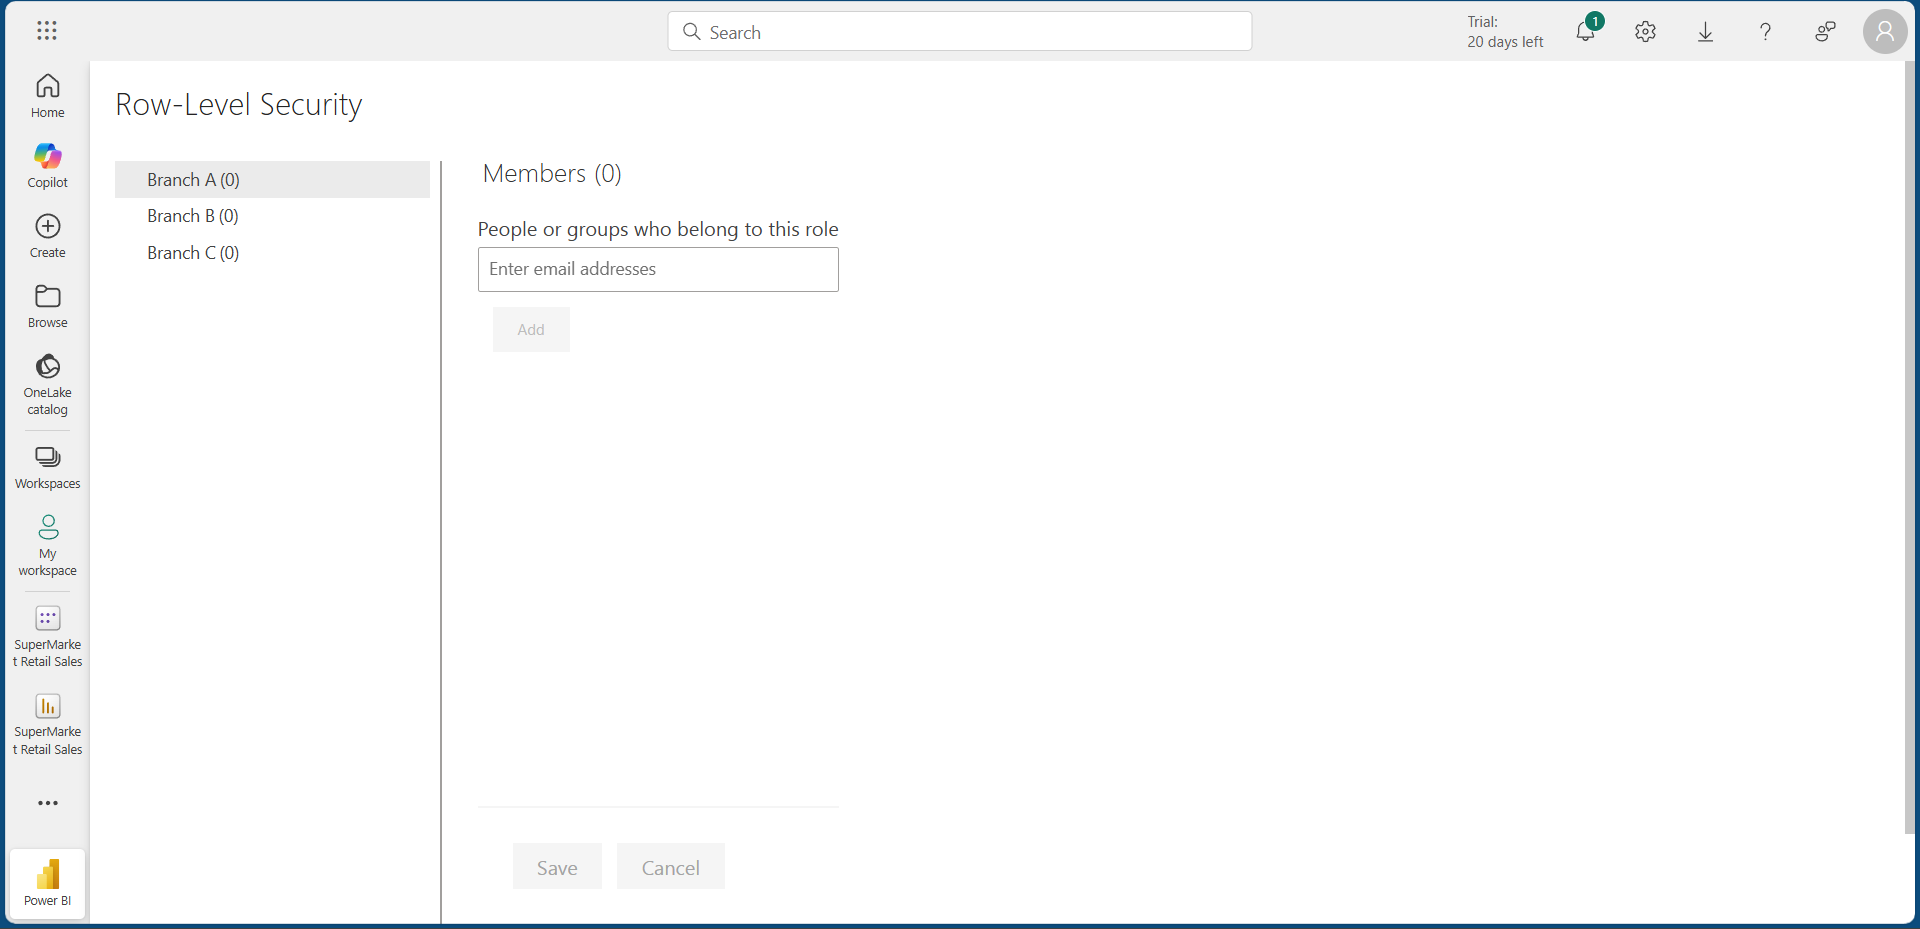 Search
Trial:
20 days left
1
Home
Copilot
Create
Browse
OneLake
catalog
Workspaces
My
workspace
SuperMarke
t Retail Sales
SuperMarke
t Retail Sales
Power BI
Row-Level Security
Branch A (0)
Branch B (0)
Branch C (0)
Members (0)
People or groups who belong to this role
Enter email addresses
Add
Save
Cancel